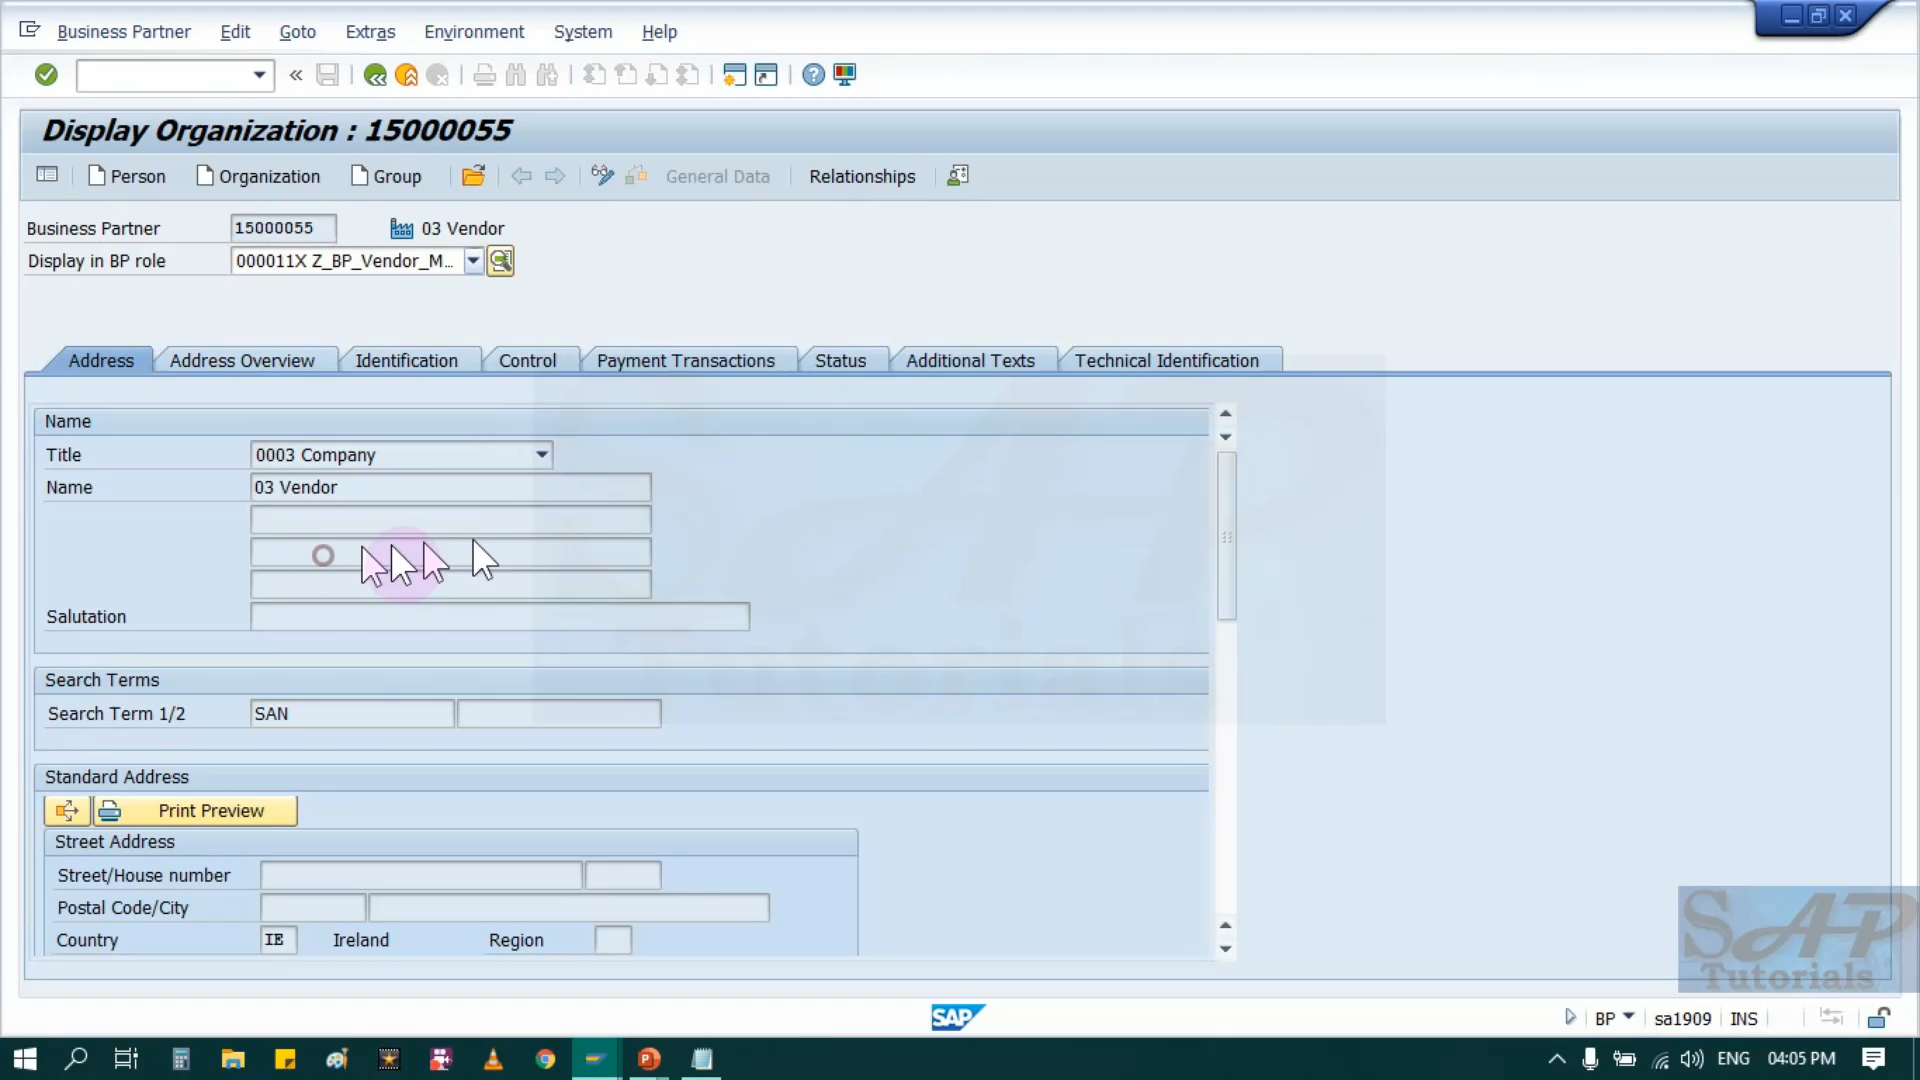 Business Partner Edit Goto Extras Environment System Help
Display Organization : 15000055
Person Organization Group General Data Relationships
Business Partner 15000055 03 Vendor
Display in BP role 000011X Z_BP_Vendor_M...
Address Address Overview Identification Control Payment Transactions Status Additional Texts Technical Identification
Name
Title 0003 Company
Name 03 Vendor
Salutation
Search Terms
Search Term 1/2 SAN
Standard Address
Print Preview
Street Address
Street/House number
Postal Code/City
Country IE Ireland Region
SAP
Tutorials
SAP BP sa1909 INS
ENG 04:05 PM